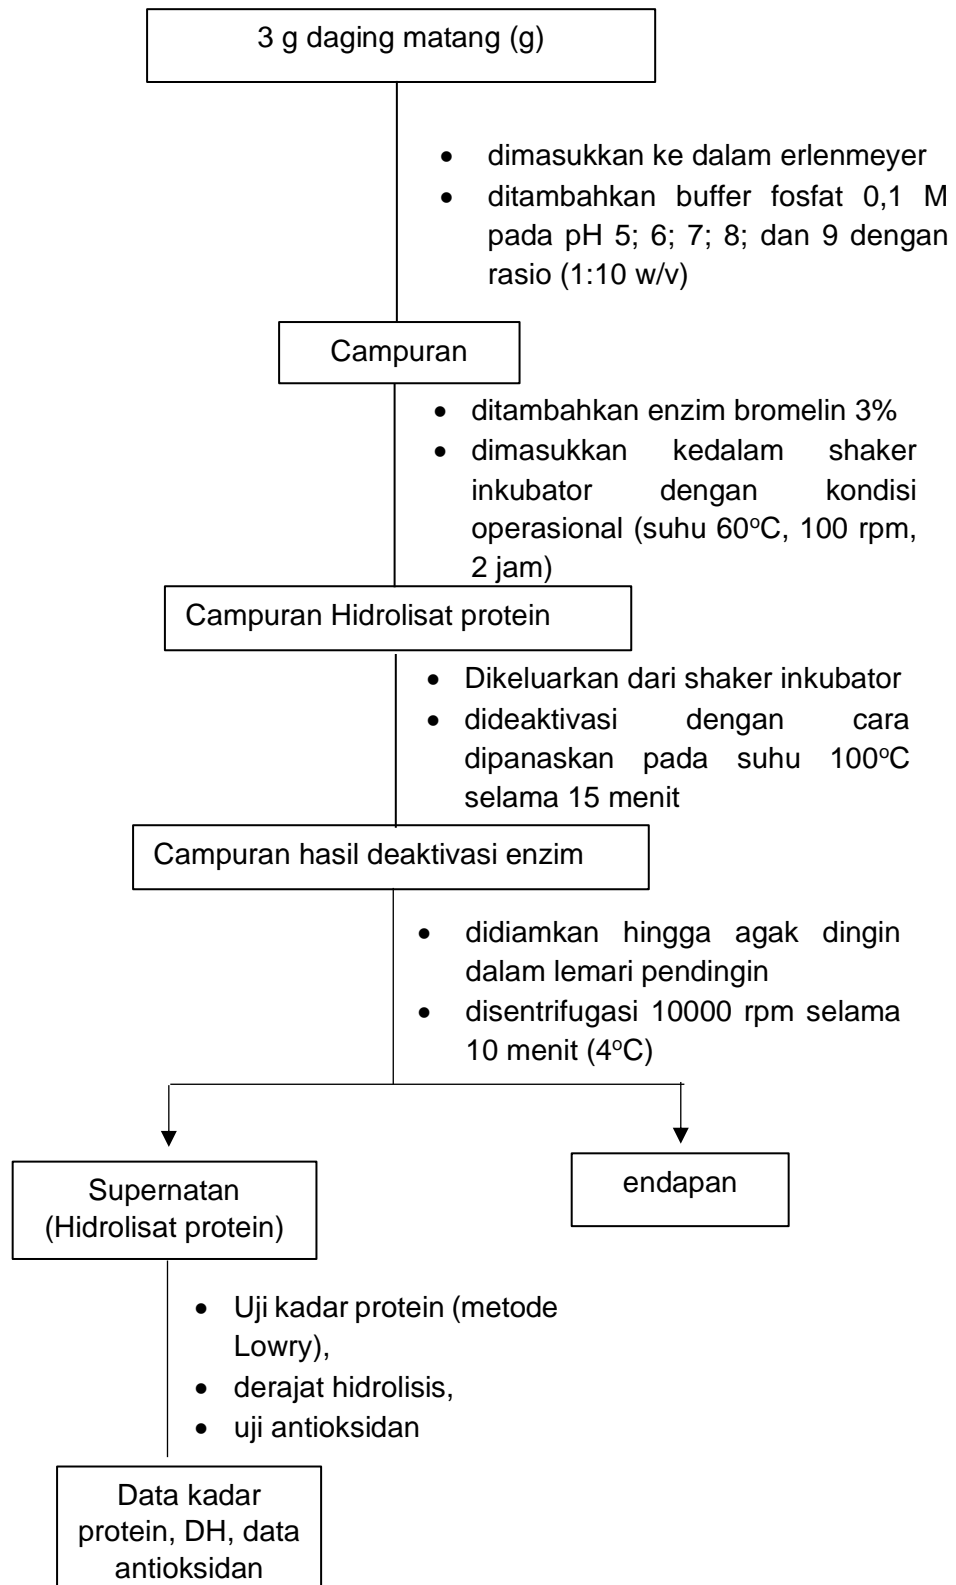 3 g daging matang (g)
• dimasukkan ke dalam erlenmeyer
• ditambahkan buffer fosfat 0,1 M
pada pH 5; 6; 7; 8; dan 9 dengan
rasio (1:10 w/v)
Campuran
• ditambahkan enzim bromelin 3%
• dimasukkan kedalam shaker
inkubator dengan kondisi
operasional (suhu 60°C, 100 rpm,
2 jam)
Campuran Hidrolisat protein
• Dikeluarkan dari shaker inkubator
• dideaktivasi dengan cara
dipanaskan pada suhu 100°C
selama 15 menit
Campuran hasil deaktivasi enzim
• didiamkan hingga agak dingin
dalam lemari pendingin
• disentrifugasi 10000 rpm selama
10 menit (4°C)
Supernatan
(Hidrolisat protein)
endapan
• Uji kadar protein (metode
Lowry),
• derajat hidrolisis,
• uji antioksidan
Data kadar
protein, DH, data
antioksidan